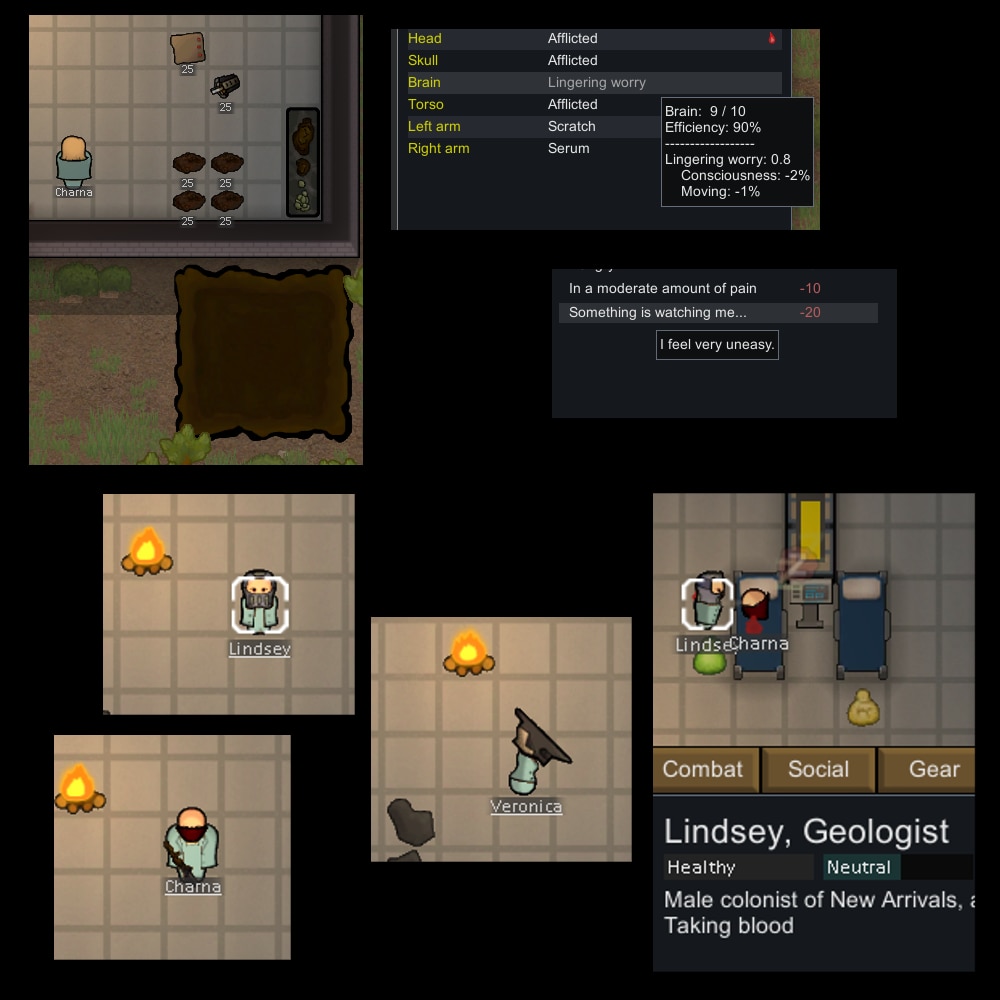 25
25
25
25
25
25
Charna
Head Afflicted
Skull Afflicted
Brain Lingering worry
Torso Afflicted
Left arm Scratch
Right arm Serum
Brain: 9 / 10
Efficiency: 90%
------------------
Lingering worry: 0.8
Consciousness: -2%
Moving: -1%
In a moderate amount of pain -10
Something is watching me... -20
I feel very uneasy.
Lindsey
Charna
Veronica
Lindse
Charna
Combat Social Gear
Lindsey, Geologist
Healthy Neutral
Male colonist of New Arrivals,
Taking blood